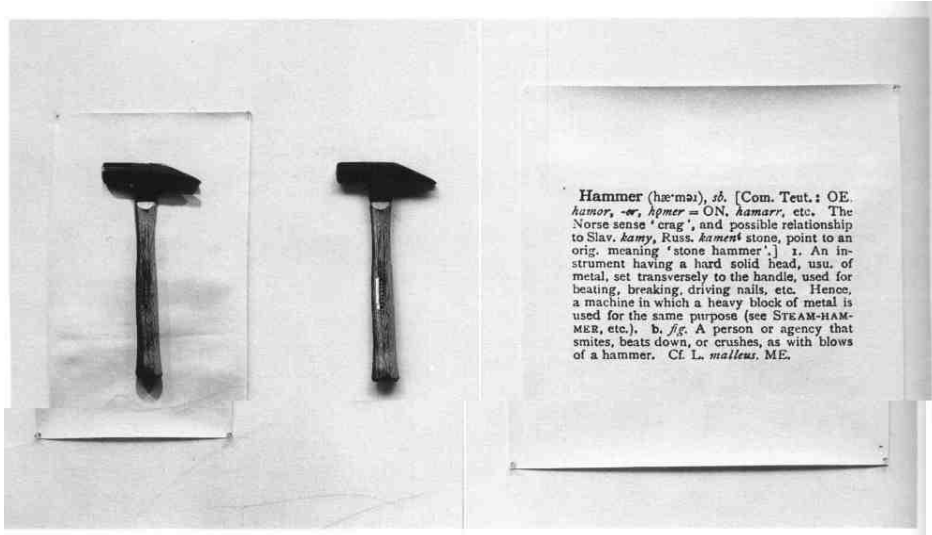 Hammer (hæ·məɹ), sb. [Com. Teut.: OE.
hamor, -er, hǫmer = ON. hamarr, etc. The
Norse sense 'crag', and possible relationship
to Slav. kamy, Russ. kamenĭ stone, point to an
orig. meaning 'stone hammer'.] 1. An in-
strument having a hard solid head, usu. of
metal, set transversely to the handle, used for
beating, breaking, driving nails, etc. Hence,
a machine in which a heavy block of metal is
used for the same purpose (see STEAM-HAM-
MER, etc.). b. fig. A person or agency that
smites, beats down, or crushes, as with blows
of a hammer. Cf. L. malleus. ME.